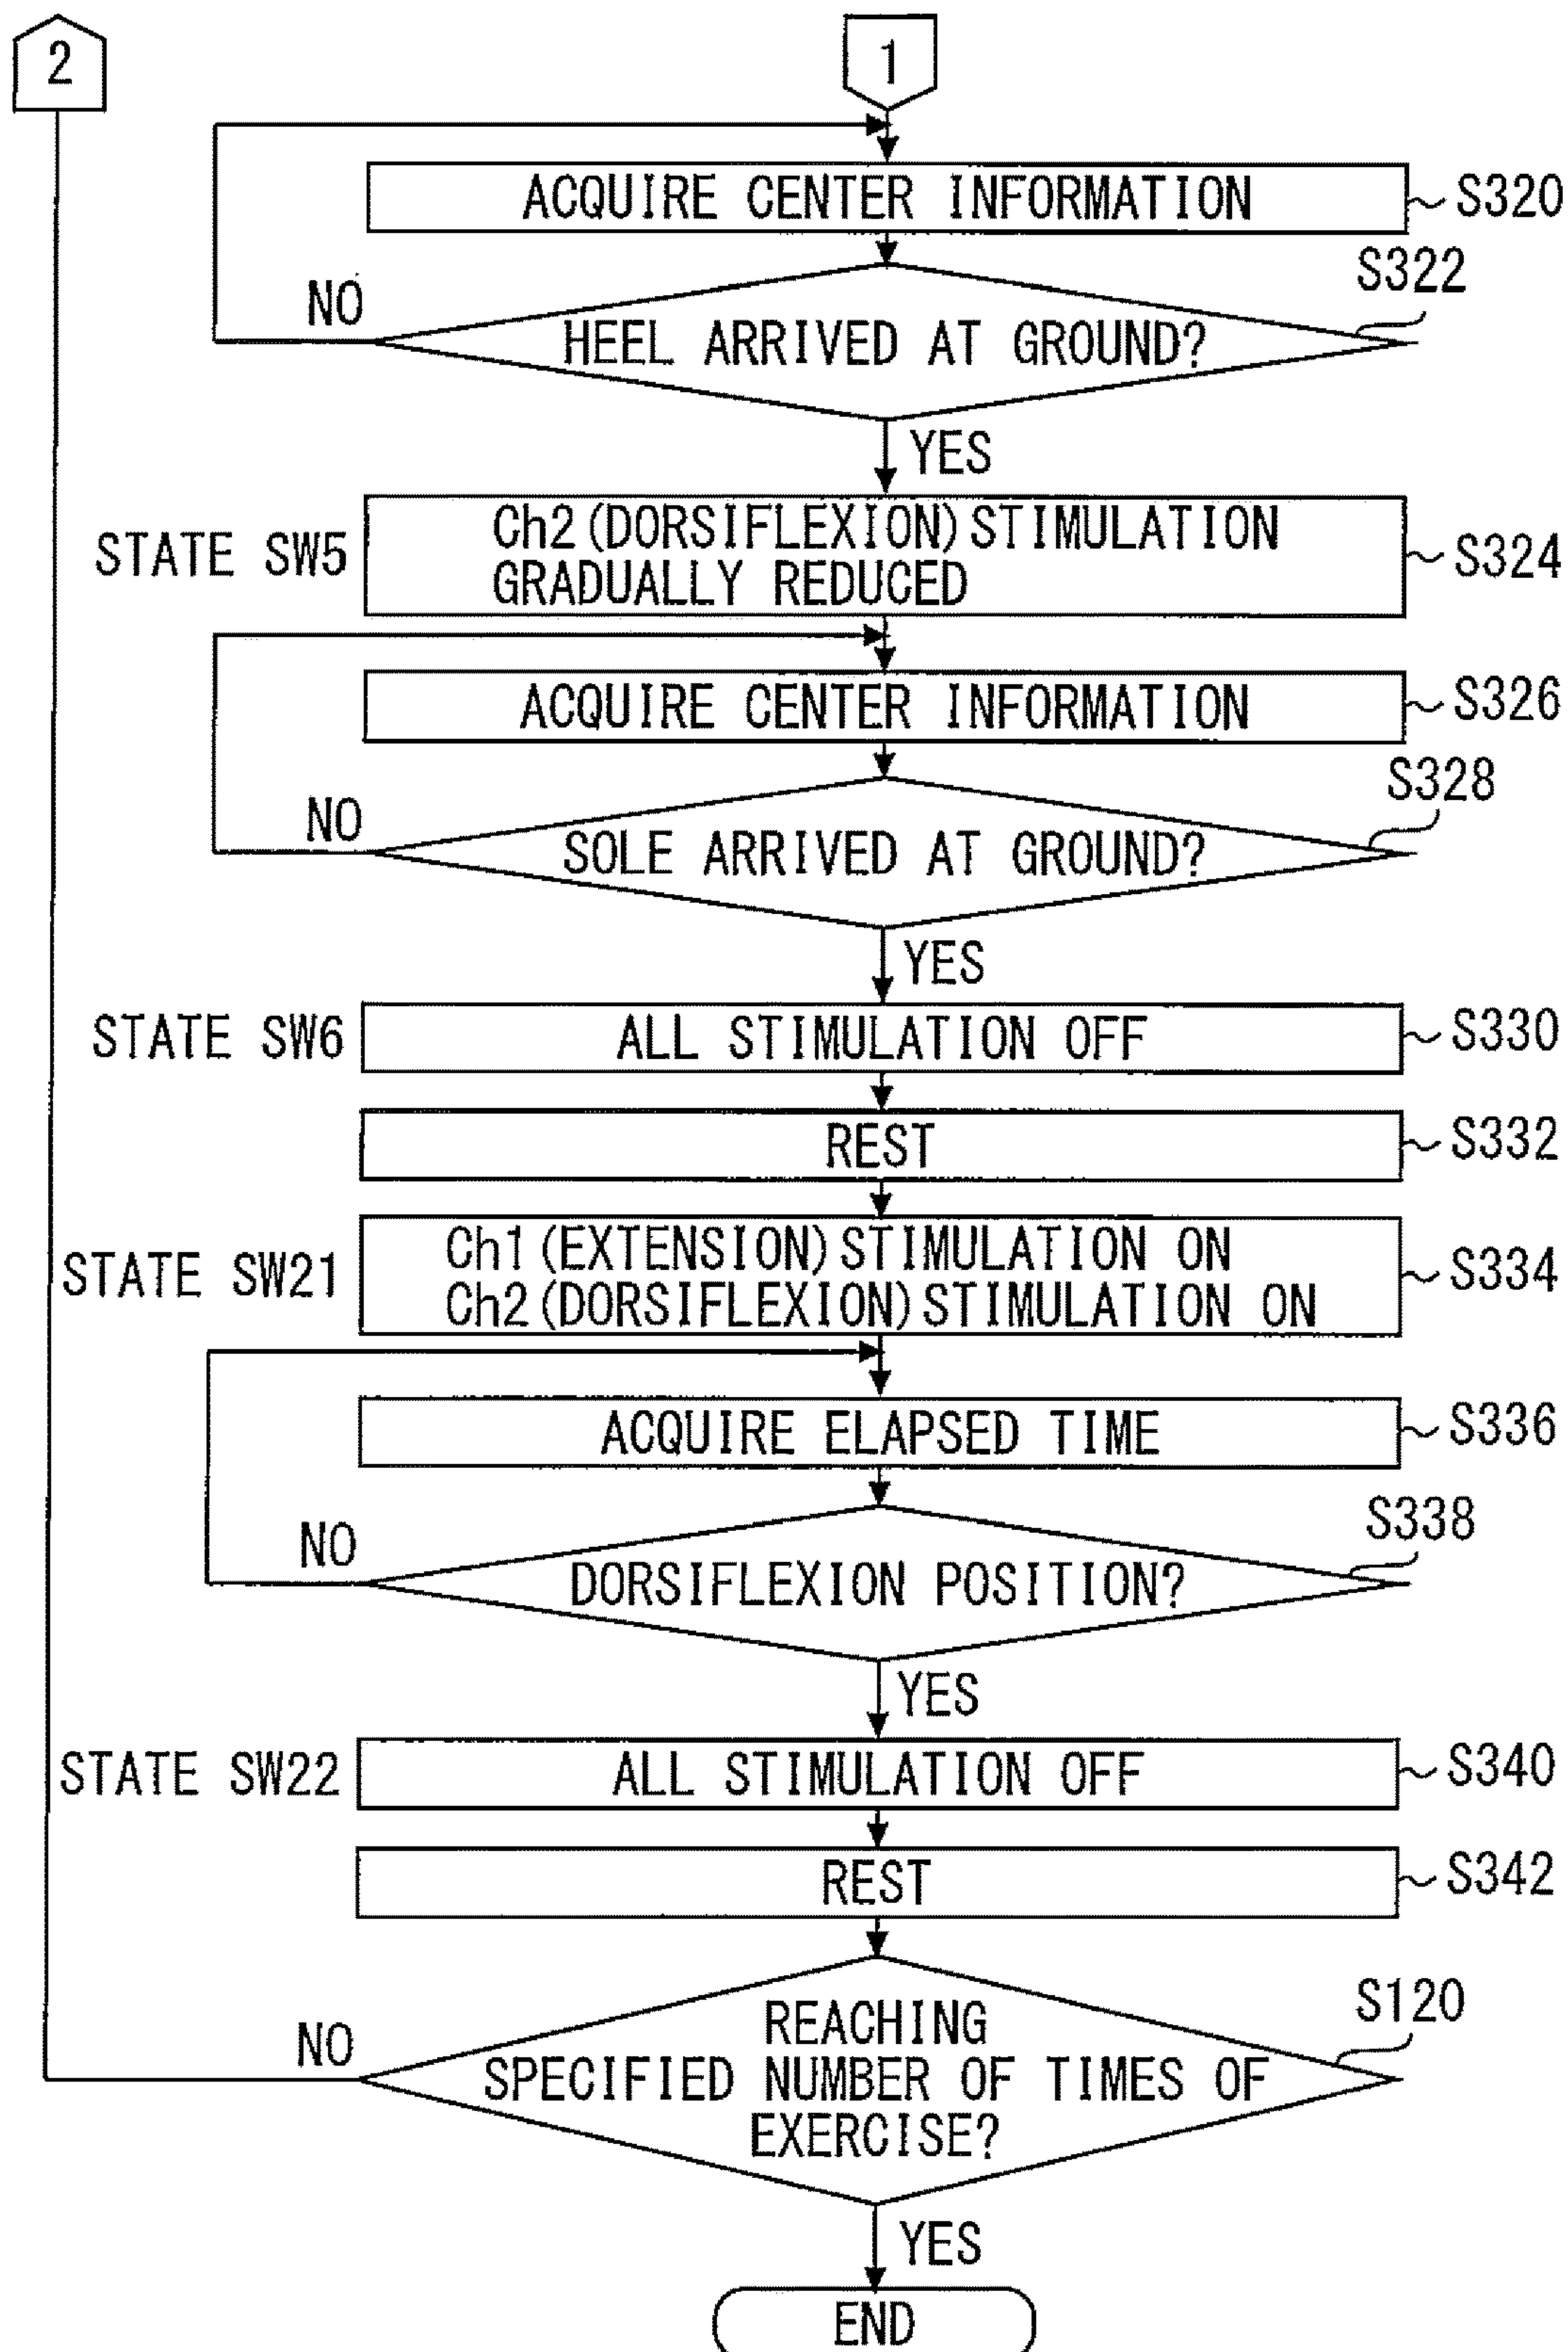 2
1
ACQUIRE CENTER INFORMATION
S320
S322
NO
HEEL ARRIVED AT GROUND?
YES
STATE SW5
Ch2(DORSIFLEXION)STIMULATION
GRADUALLY REDUCED
S324
ACQUIRE CENTER INFORMATION
S326
S328
NO
SOLE ARRIVED AT GROUND?
YES
STATE SW6
ALL STIMULATION OFF
S330
REST
S332
STATE SW21
Ch1(EXTENSION)STIMULATION ON
Ch2(DORSIFLEXION)STIMULATION ON
S334
ACQUIRE ELAPSED TIME
S336
S338
NO
DORSIFLEXION POSITION?
YES
STATE SW22
ALL STIMULATION OFF
S340
REST
S342
S120
NO
REACHING
SPECIFIED NUMBER OF TIMES OF
EXERCISE?
YES
END